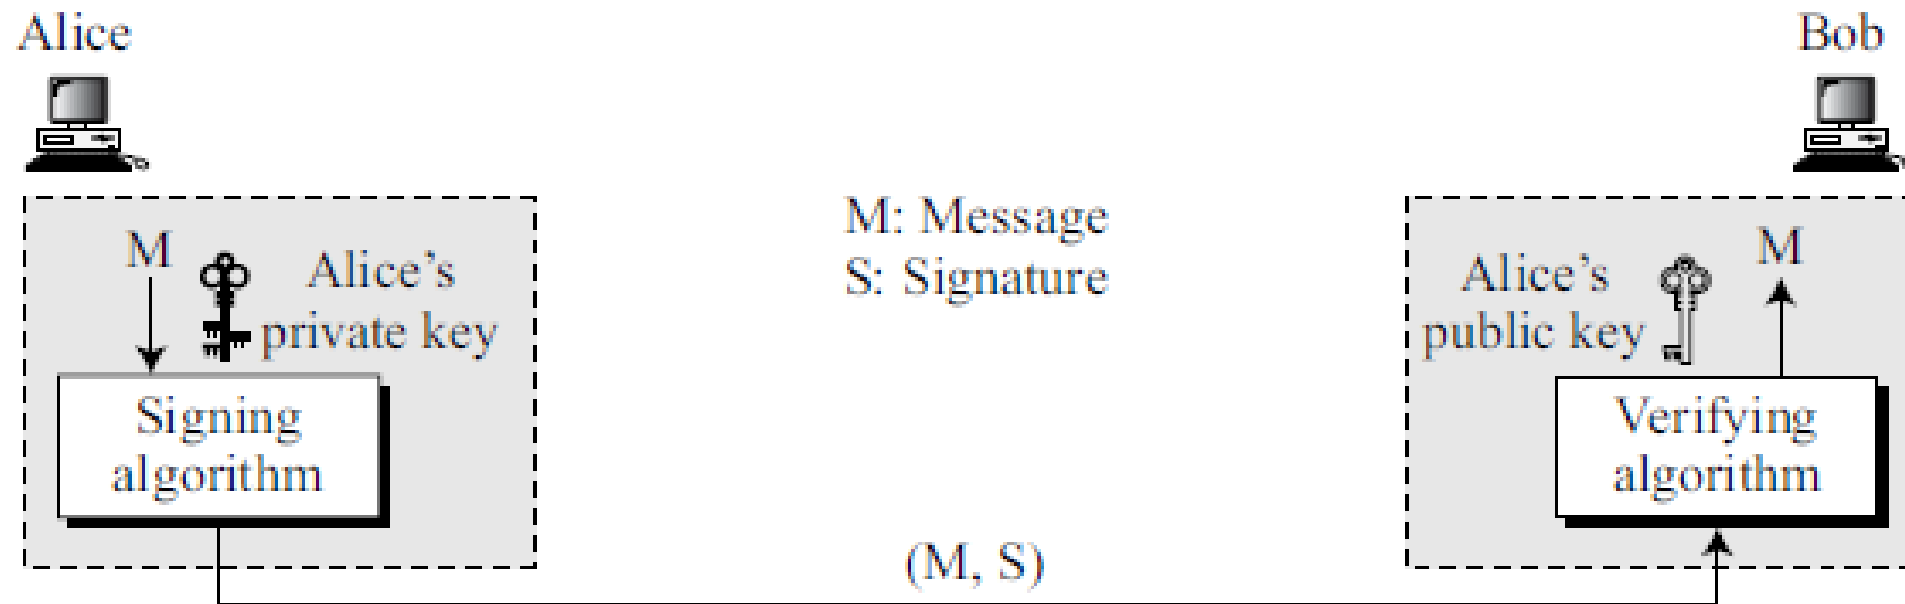 Alice
Bob
M
Alice’s
private key
Signing
algorithm
M: Message
S: Signature
(M, S)
Alice’s
public key
M
Verifying
algorithm